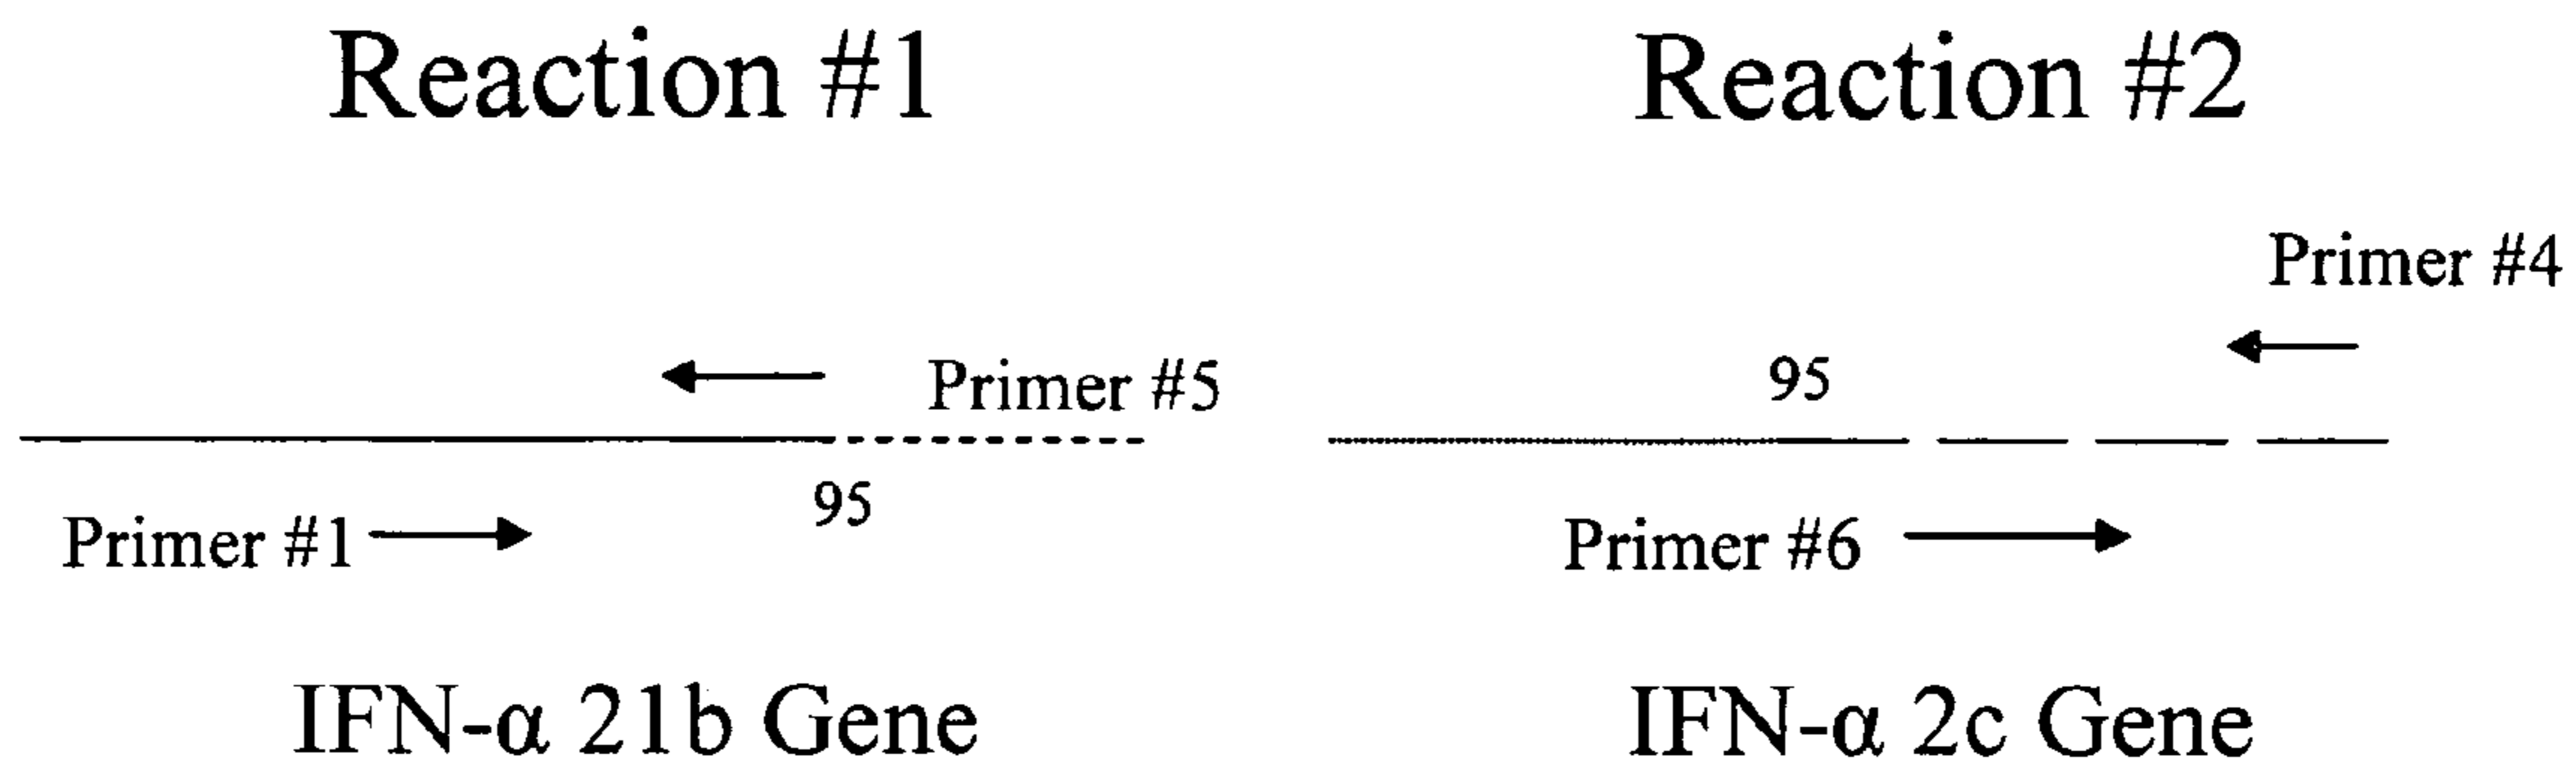 Reaction #1
Primer #5
95
Primer #1
IFN-α 21b Gene
Reaction #2
Primer #4
95
Primer #6
IFN-α 2c Gene